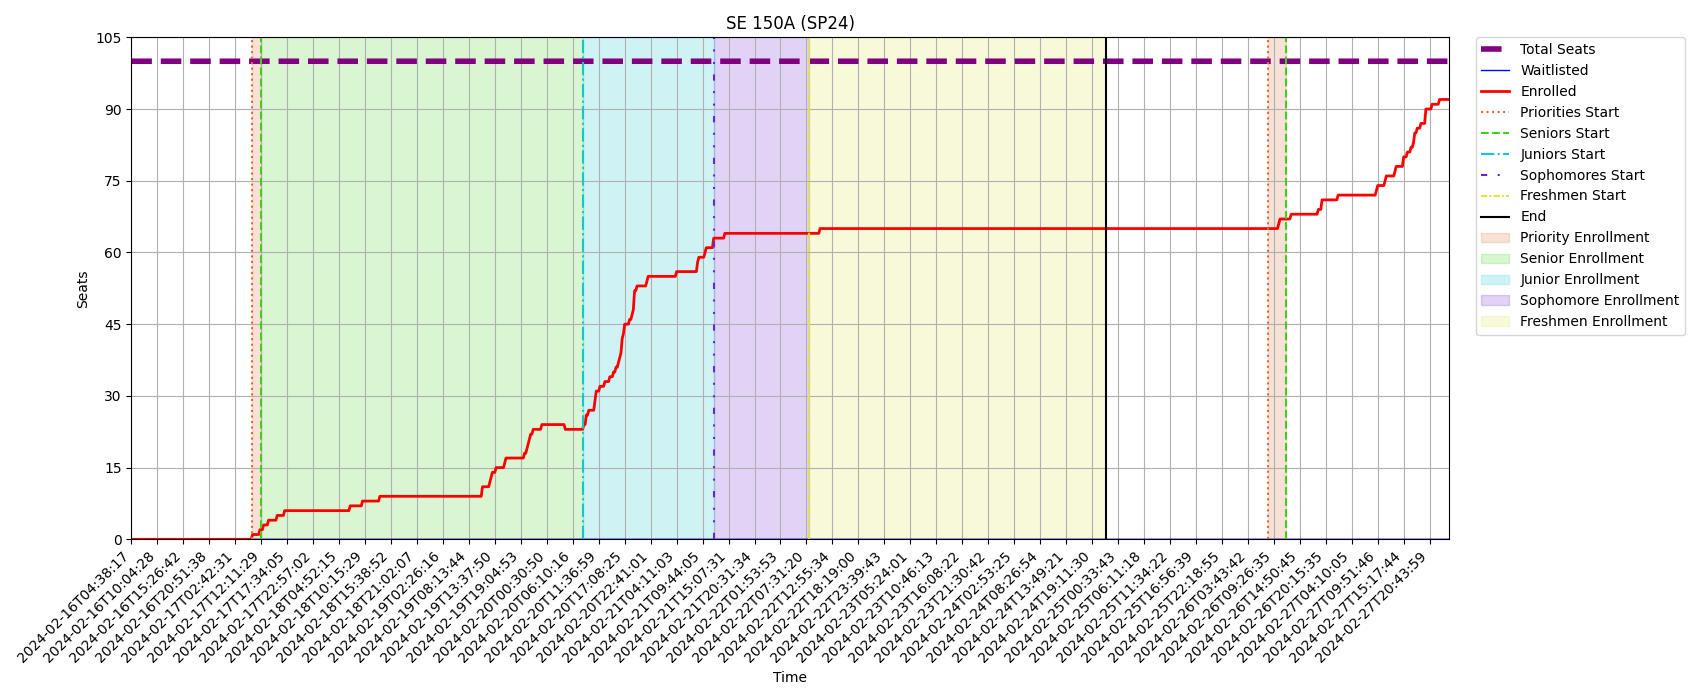 SE 150A (SP24)
105
90
75
60
45
30
15
0
Seats
2024-02-16T04:38:17
2024-02-16T10:04:28
2024-02-16T15:26:42
2024-02-16T20:51:38
2024-02-17T02:42:31
2024-02-17T12:11:29
2024-02-17T17:34:05
2024-02-17T22:57:02
2024-02-18T04:52:15
2024-02-18T10:15:29
2024-02-18T15:38:52
2024-02-18T21:02:07
2024-02-19T02:26:16
2024-02-19T08:13:44
2024-02-19T13:37:50
2024-02-19T19:04:53
2024-02-20T00:30:50
2024-02-20T06:10:16
2024-02-20T11:36:59
2024-02-20T17:08:25
2024-02-20T22:41:01
2024-02-21T04:11:03
2024-02-21T09:44:05
2024-02-21T15:07:31
2024-02-21T20:31:34
2024-02-22T01:53:53
2024-02-22T07:31:20
2024-02-22T12:55:34
2024-02-22T18:19:00
2024-02-22T23:39:43
2024-02-23T05:24:01
2024-02-23T10:46:13
2024-02-23T16:08:22
2024-02-23T21:30:42
2024-02-24T02:53:25
2024-02-24T08:26:54
2024-02-24T13:49:21
2024-02-24T19:11:30
2024-02-25T00:33:43
2024-02-25T06:11:18
2024-02-25T11:34:22
2024-02-25T16:56:39
2024-02-25T22:18:55
2024-02-26T03:43:42
2024-02-26T09:26:35
2024-02-26T14:50:45
2024-02-26T20:15:35
2024-02-27T04:10:05
2024-02-27T09:51:46
2024-02-27T15:17:44
2024-02-27T20:43:59
Time
Total Seats
Waitlisted
Enrolled
Priorities Start
Seniors Start
Juniors Start
Sophomores Start
Freshmen Start
End
Priority Enrollment
Senior Enrollment
Junior Enrollment
Sophomore Enrollment
Freshmen Enrollment